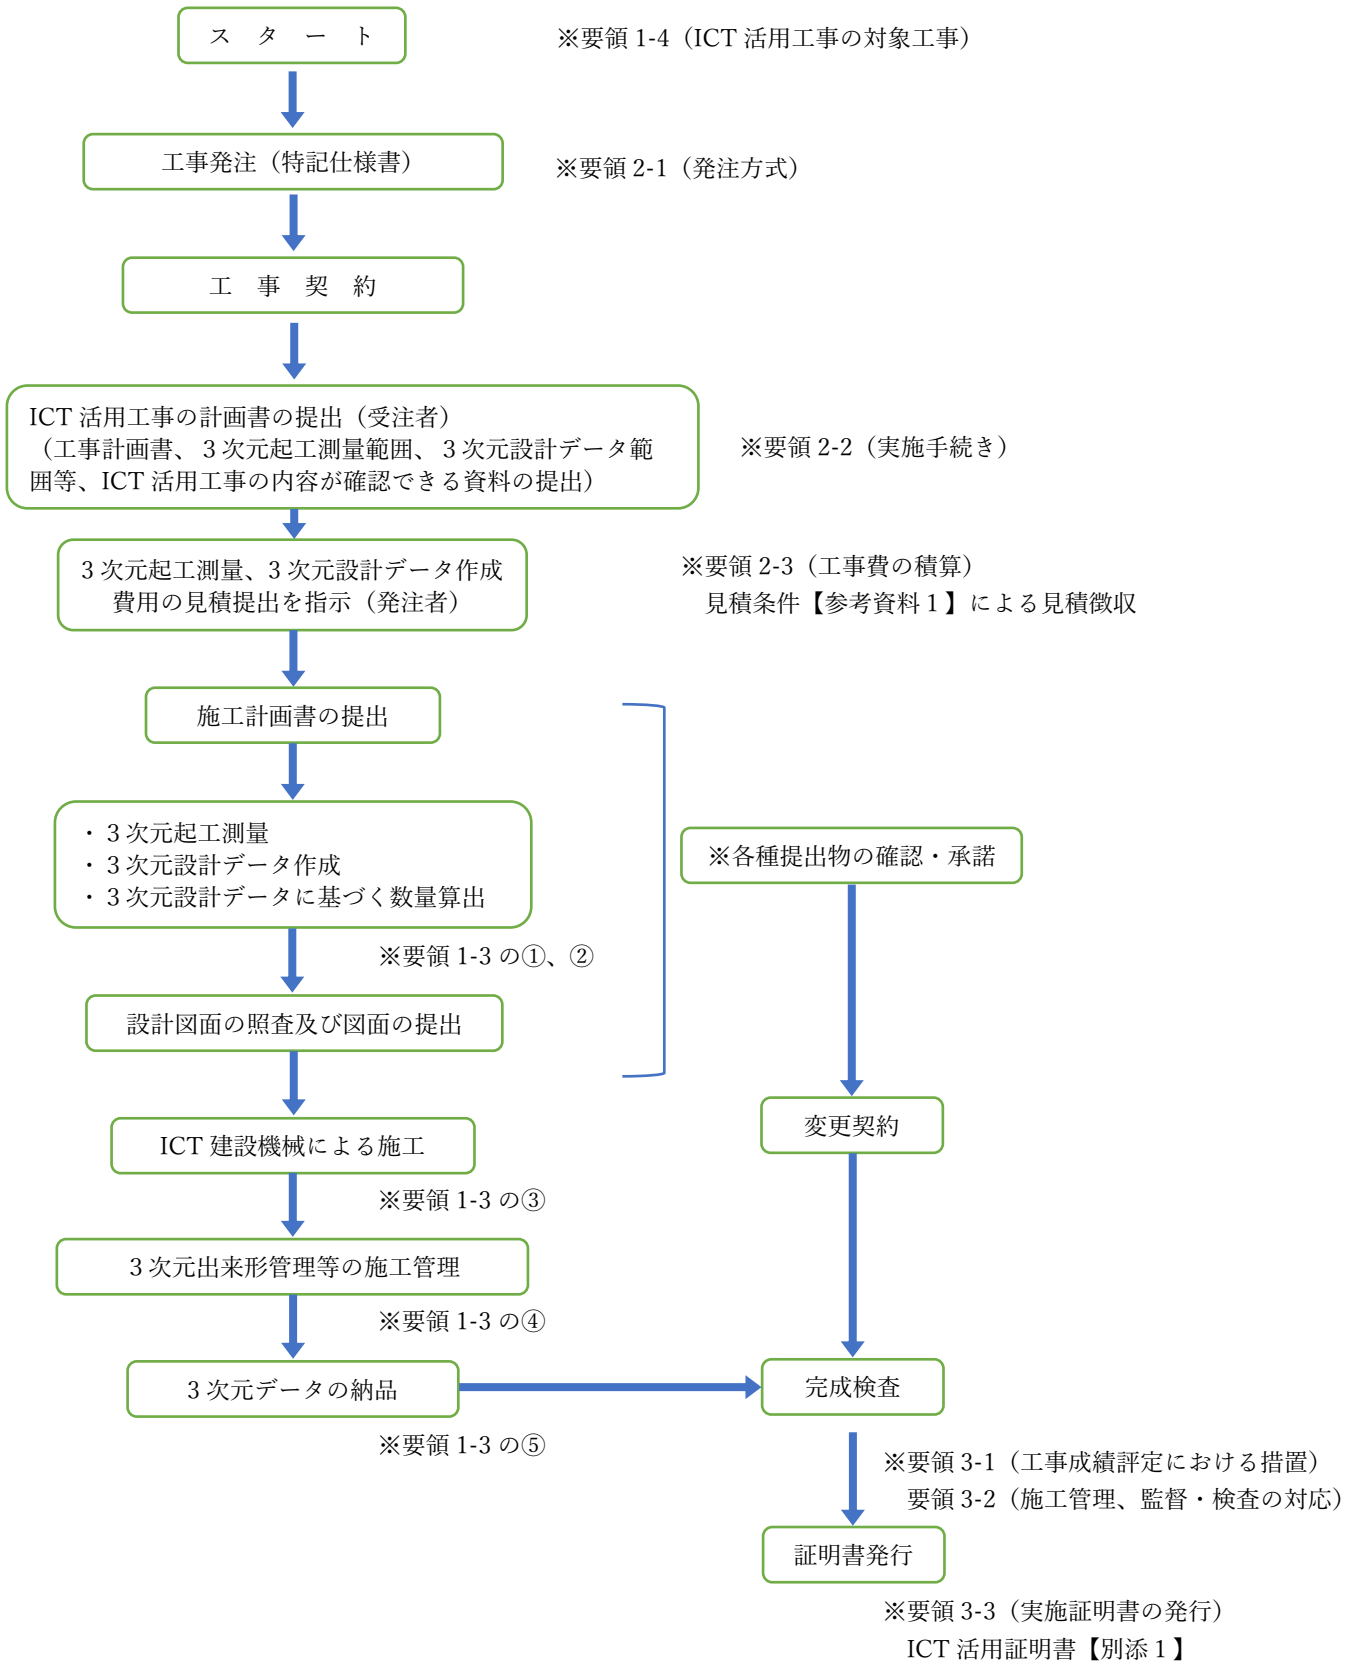 ス　タ　ー　ト
※要領 1-4（ICT 活用工事の対象工事）
工事発注（特記仕様書）
※要領 2-1（発注方式）
工　事　契　約
ICT 活用工事の計画書の提出（受注者）
（工事計画書、３次元起工測量範囲、３次元設計データ範
囲等、ICT 活用工事の内容が確認できる資料の提出）
※要領 2-2（実施手続き）
３次元起工測量、３次元設計データ作成
費用の見積提出を指示（発注者）
※要領 2-3（工事費の積算）
見積条件【参考資料１】による見積徴収
施工計画書の提出
・３次元起工測量
・３次元設計データ作成
・３次元設計データに基づく数量算出
※各種提出物の確認・承諾
※要領 1-3 の①、②
設計図面の照査及び図面の提出
変更契約
ICT 建設機械による施工
※要領 1-3 の③
３次元出来形管理等の施工管理
※要領 1-3 の④
３次元データの納品
完成検査
※要領 1-3 の⑤
※要領 3-1（工事成績評定における措置）
要領 3-2（施工管理、監督・検査の対応）
証明書発行
※要領 3-3（実施証明書の発行）
ICT 活用証明書【別添１】